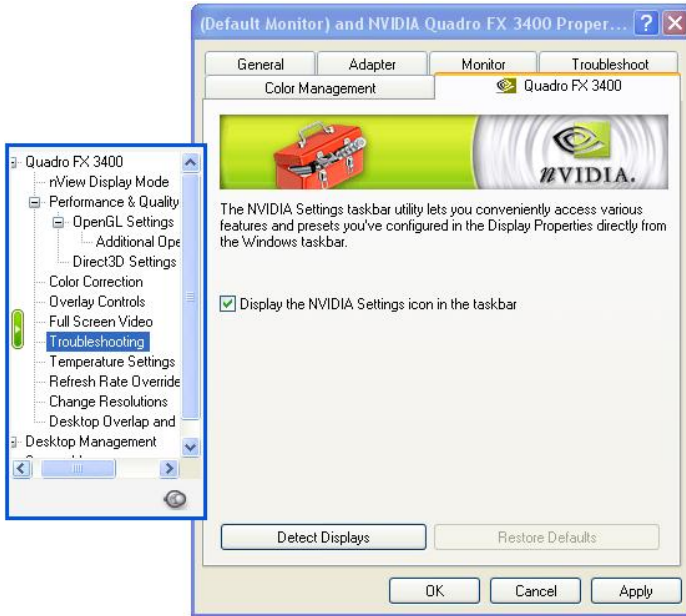 (Default Monitor) and NVIDIA Quadro FX 3400 Proper...
General
Adapter
Monitor
Troubleshoot
Color Management
Quadro FX 3400
Quadro FX 3400
nView Display Mode
Performance & Quality
OpenGL Settings
Additional Ope
Direct3D Settings
Color Correction
Overlay Controls
Full Screen Video
Troubleshooting
Temperature Settings
Refresh Rate Override
Change Resolutions
Desktop Overlap and
Desktop Management
nVIDIA.
The NVIDIA Settings taskbar utility lets you conveniently access various
features and presets you've configured in the Display Properties directly from
the Windows taskbar.
Display the NVIDIA Settings icon in the taskbar
Detect Displays
Restore Defaults
OK
Cancel
Apply